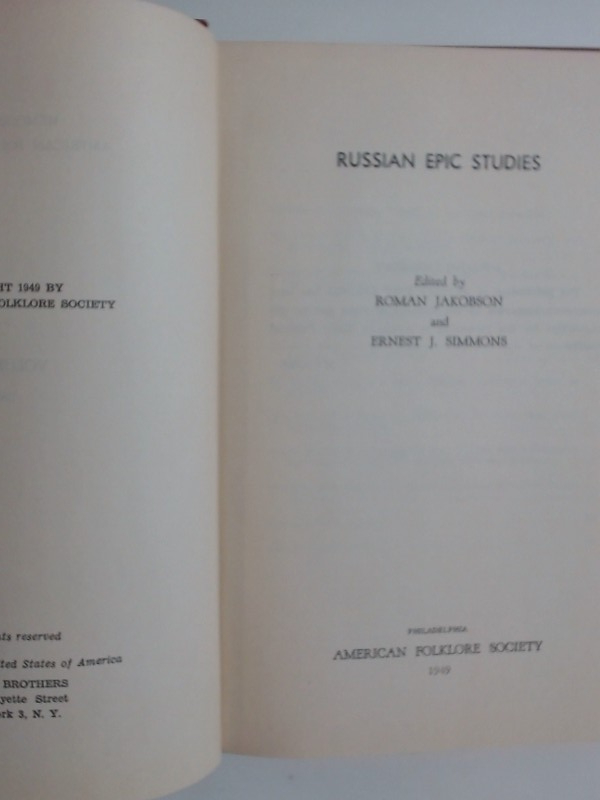 HT 1949 BY
OLKLORE SOCIETY
ts reserved
ted States of America
BROTHERS
yette Street
rk 3, N. Y.
RUSSIAN EPIC STUDIES
Edited by
ROMAN JAKOBSON
and
ERNEST J. SIMMONS
PHILADELPHIA
AMERICAN FOLKLORE SOCIETY
1949